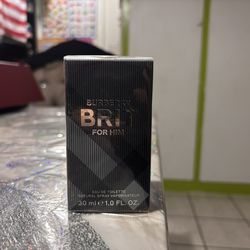 BURBERRY
BRIT
FOR HIM
EAU DE TOILETTE
NATURAL SPRAY VAPORISATEUR
30 ml ℮ 1.0 FL. OZ.